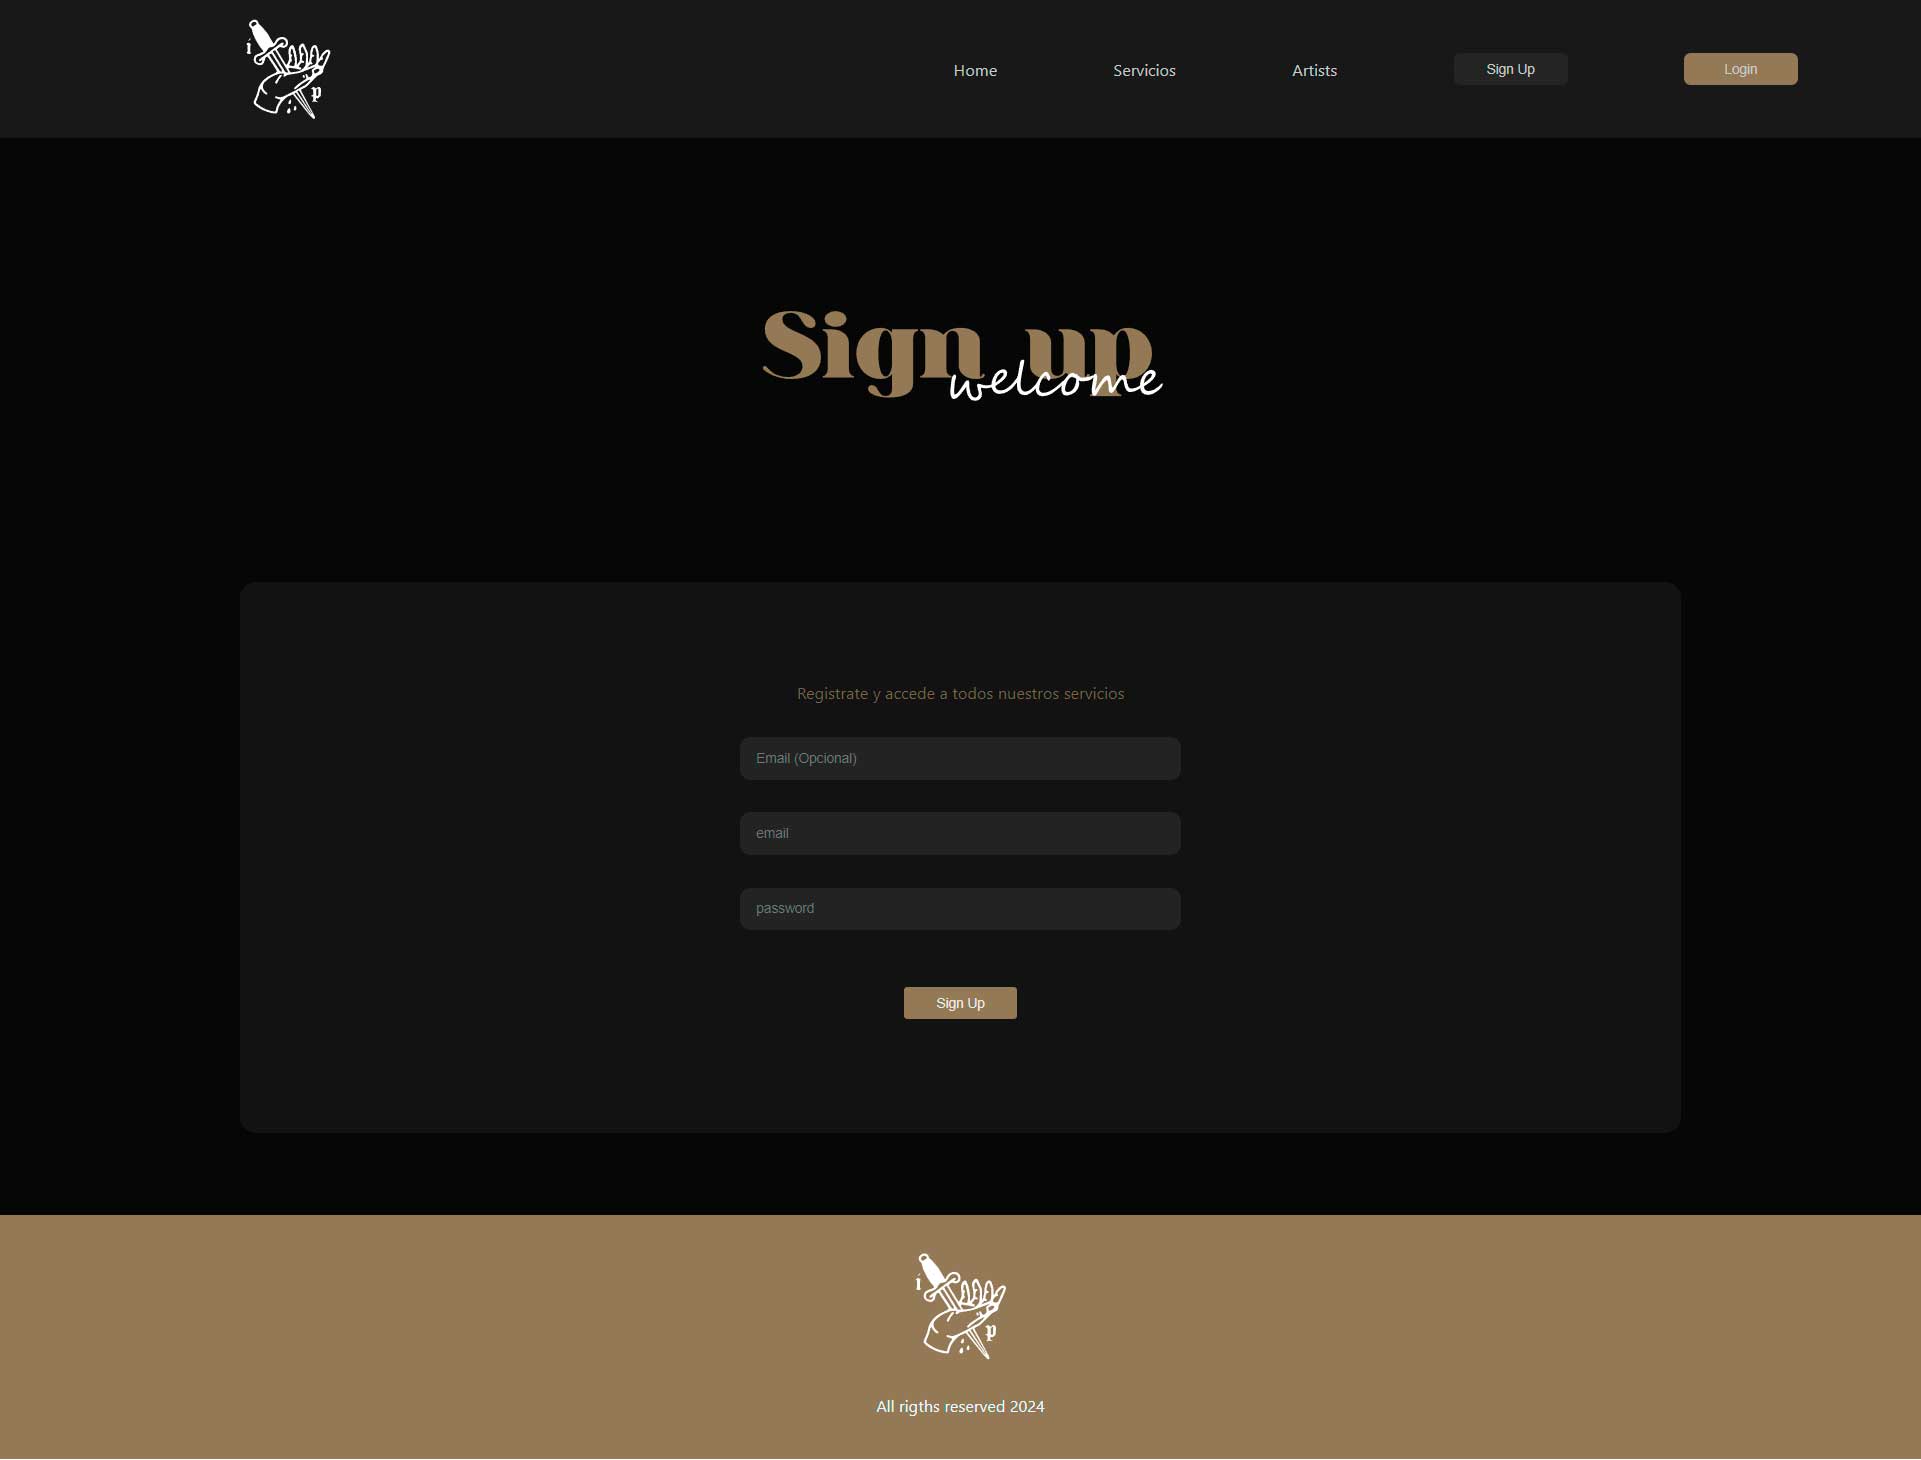 i
p
Home
Servicios
Artists
Sign Up
Login
Sign up
welcome
Registrate y accede a todos nuestros servicios
Email (Opcional)
email
password
Sign Up
i
p
All rigths reserved 2024